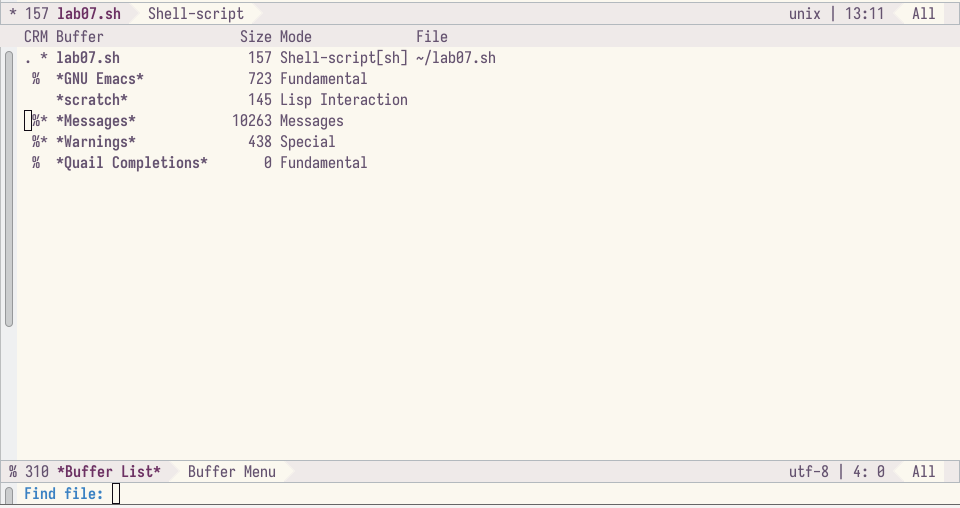 * 157 lab07.sh Shell-script unix | 13:11 All
CRM Buffer Size Mode File
. * lab07.sh 157 Shell-script[sh] ~/lab07.sh
% *GNU Emacs* 723 Fundamental
*scratch* 145 Lisp Interaction
%* *Messages* 10263 Messages
%* *Warnings* 438 Special
% *Quail Completions* 0 Fundamental
% 310 *Buffer List* Buffer Menu utf-8 | 4: 0 All
Find file: